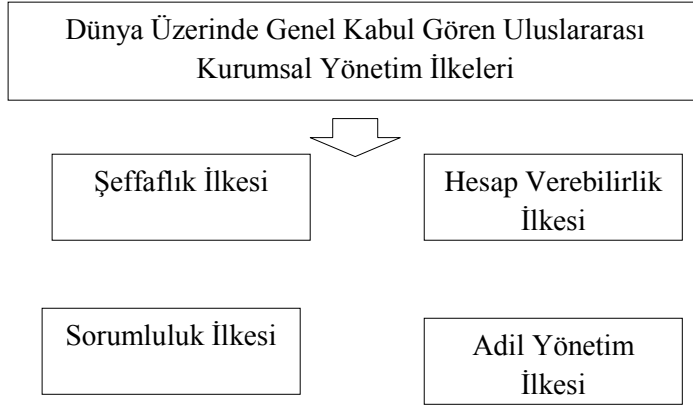 Dünya Üzerinde Genel Kabul Gören Uluslararası
Kurumsal Yönetim İlkeleri
Şeffaflık İlkesi
Hesap Verebilirlik
İlkesi
Sorumluluk İlkesi
Adil Yönetim
İlkesi